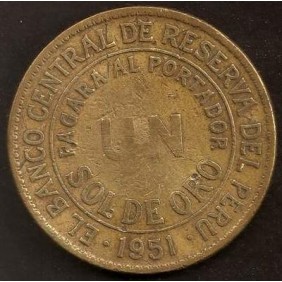 EL BANCO CENTRAL DE RESERVA DEL PERU
PAGARA AL PORTADOR
UN
SOL DE ORO
· 1951 ·